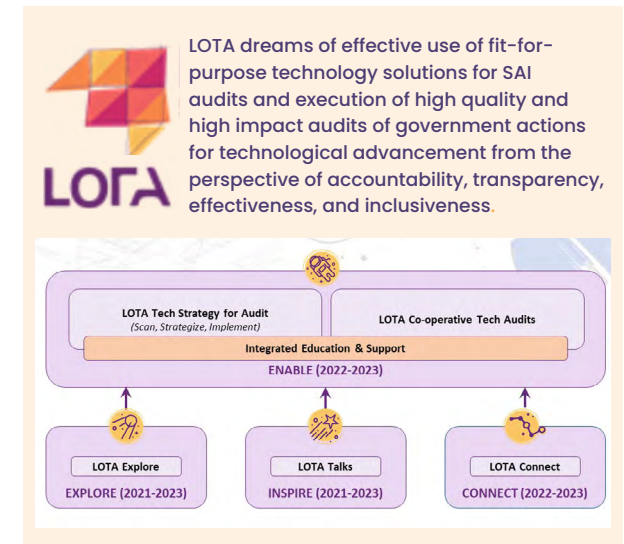 LOTA dreams of effective use of fit-for-
purpose technology solutions for SAI
audits and execution of high quality and
high impact audits of government actions
for technological advancement from the
perspective of accountability, transparency,
effectiveness, and inclusiveness.
LOTA
LOTA Tech Strategy for Audit
(Scan, Strategize, Implement)
LOTA Co-operative Tech Audits
Integrated Education & Support
ENABLE (2022-2023)
LOTA Explore
EXPLORE (2021-2023)
LOTA Talks
INSPIRE (2021-2023)
LOTA Connect
CONNECT (2022-2023)